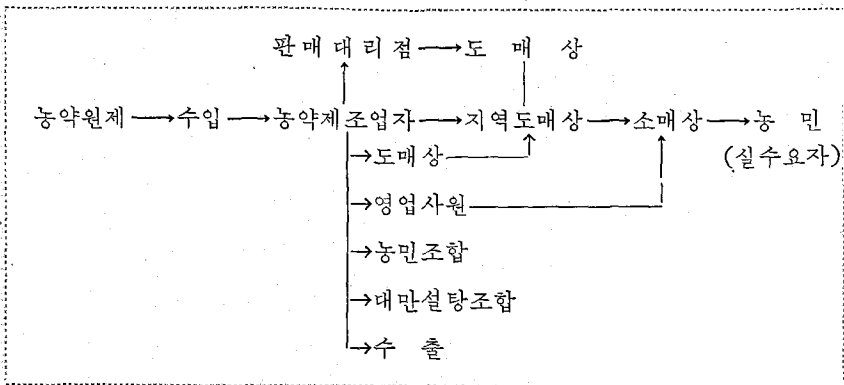 판매대리점→도 매 상
농약원제→수입→농약제조업자→지역도매상→소매상→농 민
→도매상 (실수요자)
→영업사원
→농민조합
→대만설탕조합
→수 출